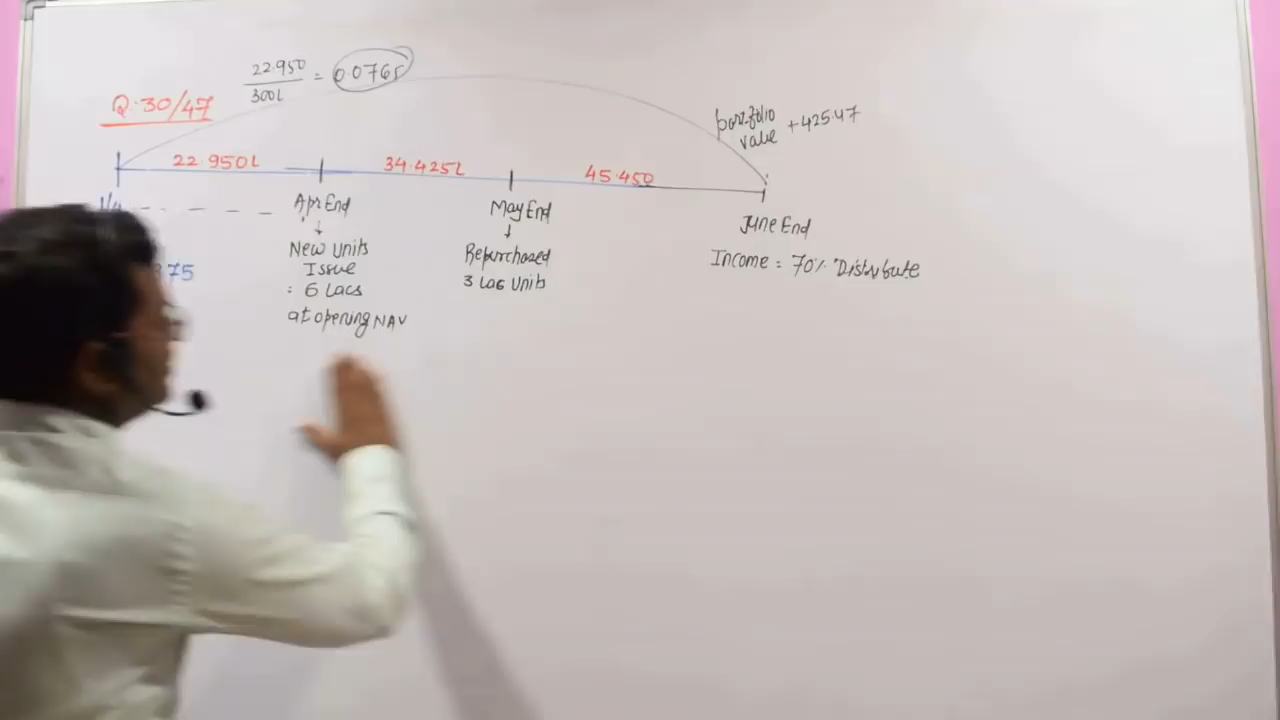 22.950
300L
= 0.0765
Q.30/47
portfolio
value +425.47
22.950L
34.425L
45.450
1/4
Apr End
New Units
Issue
: 6 Lacs
at opening NAV
May End
Repurchased
3 Lac Units
June End
Income = 70% Distribute
375